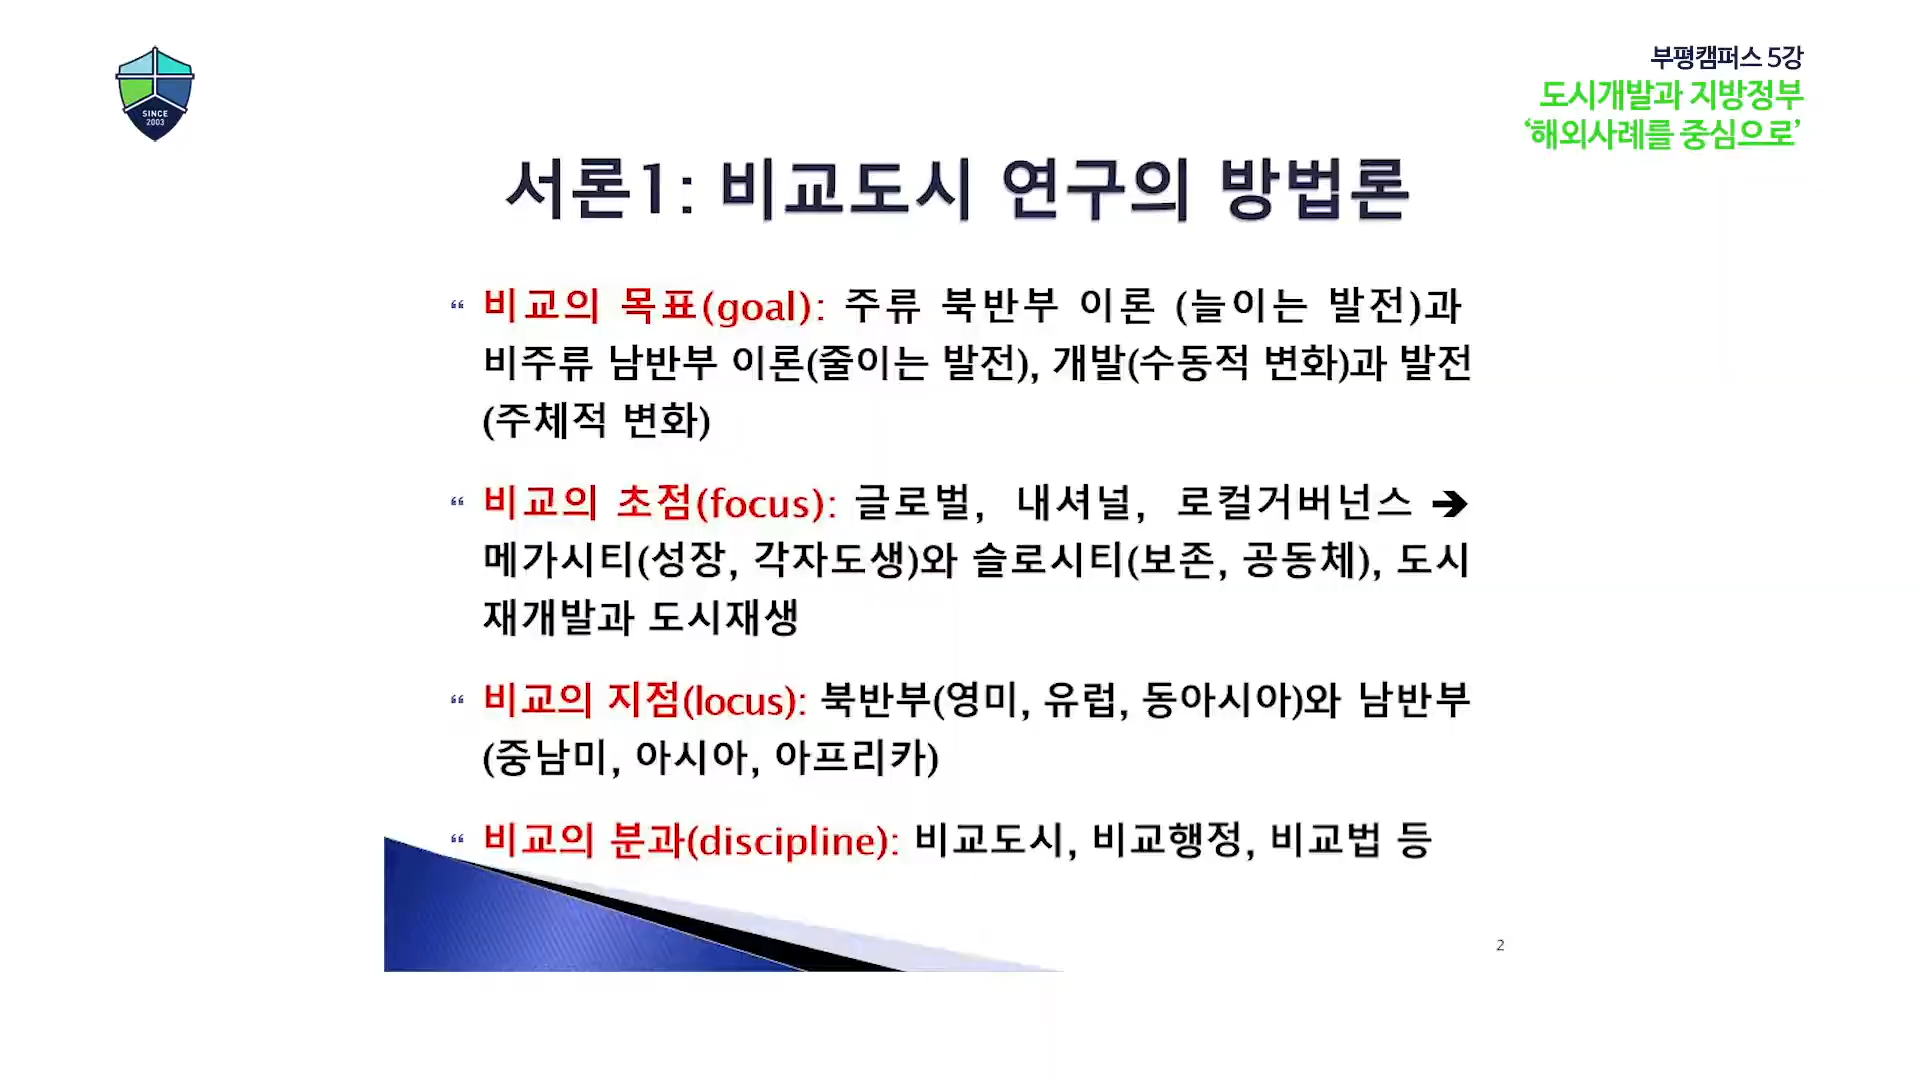 SINCE
2003
부평캠퍼스 5강
도시개발과 지방정부
‘해외사례를 중심으로’
서론1: 비교도시 연구의 방법론
“ 비교의 목표(goal): 주류 북반부 이론 (늘이는 발전)과
비주류 남반부 이론(줄이는 발전), 개발(수동적 변화)과 발전
(주체적 변화)
“ 비교의 초점(focus): 글로벌, 내셔널, 로컬거버넌스 ➔
메가시티(성장, 각자도생)와 슬로시티(보존, 공동체), 도시
재개발과 도시재생
“ 비교의 지점(locus): 북반부(영미, 유럽, 동아시아)와 남반부
(중남미, 아시아, 아프리카)
“ 비교의 분과(discipline): 비교도시, 비교행정, 비교법 등
2